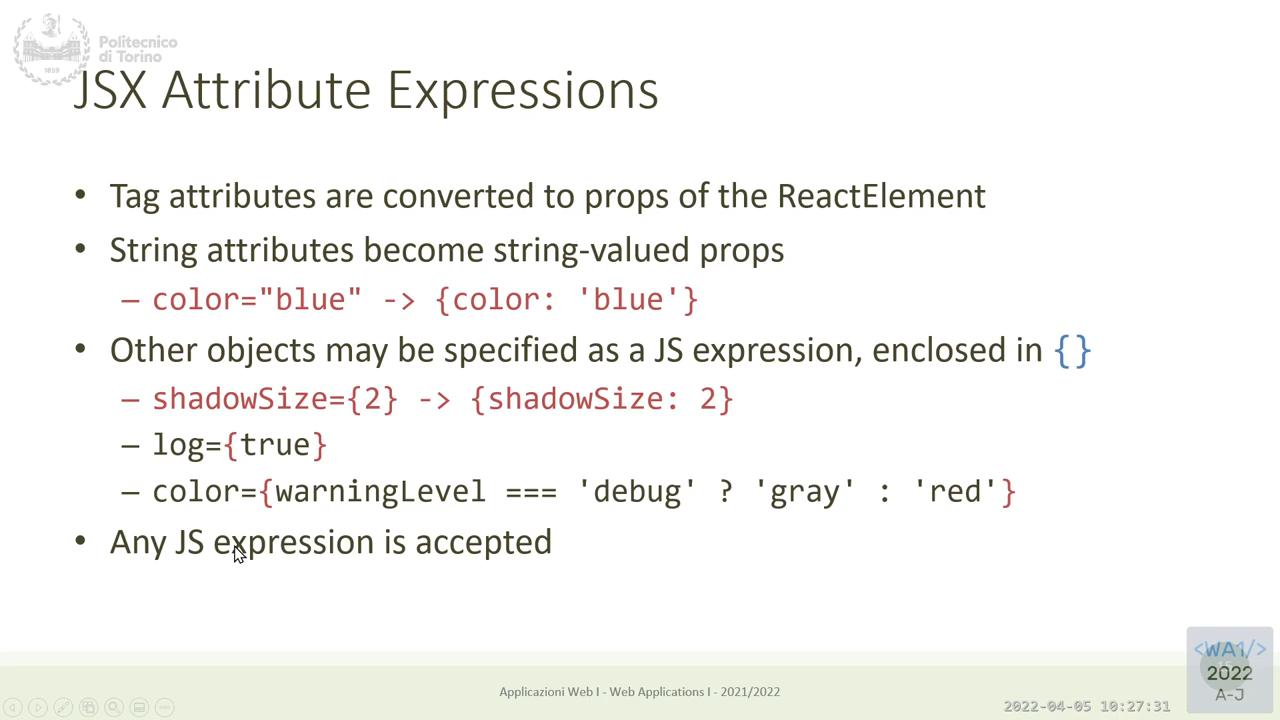 Politecnico
di Torino
1859
JSX Attribute Expressions
• Tag attributes are converted to props of the ReactElement
• String attributes become string-valued props
– color="blue" -> {color: 'blue'}
• Other objects may be specified as a JS expression, enclosed in {}
– shadowSize={2} -> {shadowSize: 2}
– log={true}
– color={warningLevel === 'debug' ? 'gray' : 'red'}
• Any JS expression is accepted
Applicazioni Web I - Web Applications I - 2021/2022
2022-04-05 10:27:31
<WA1/>
2022
A-J